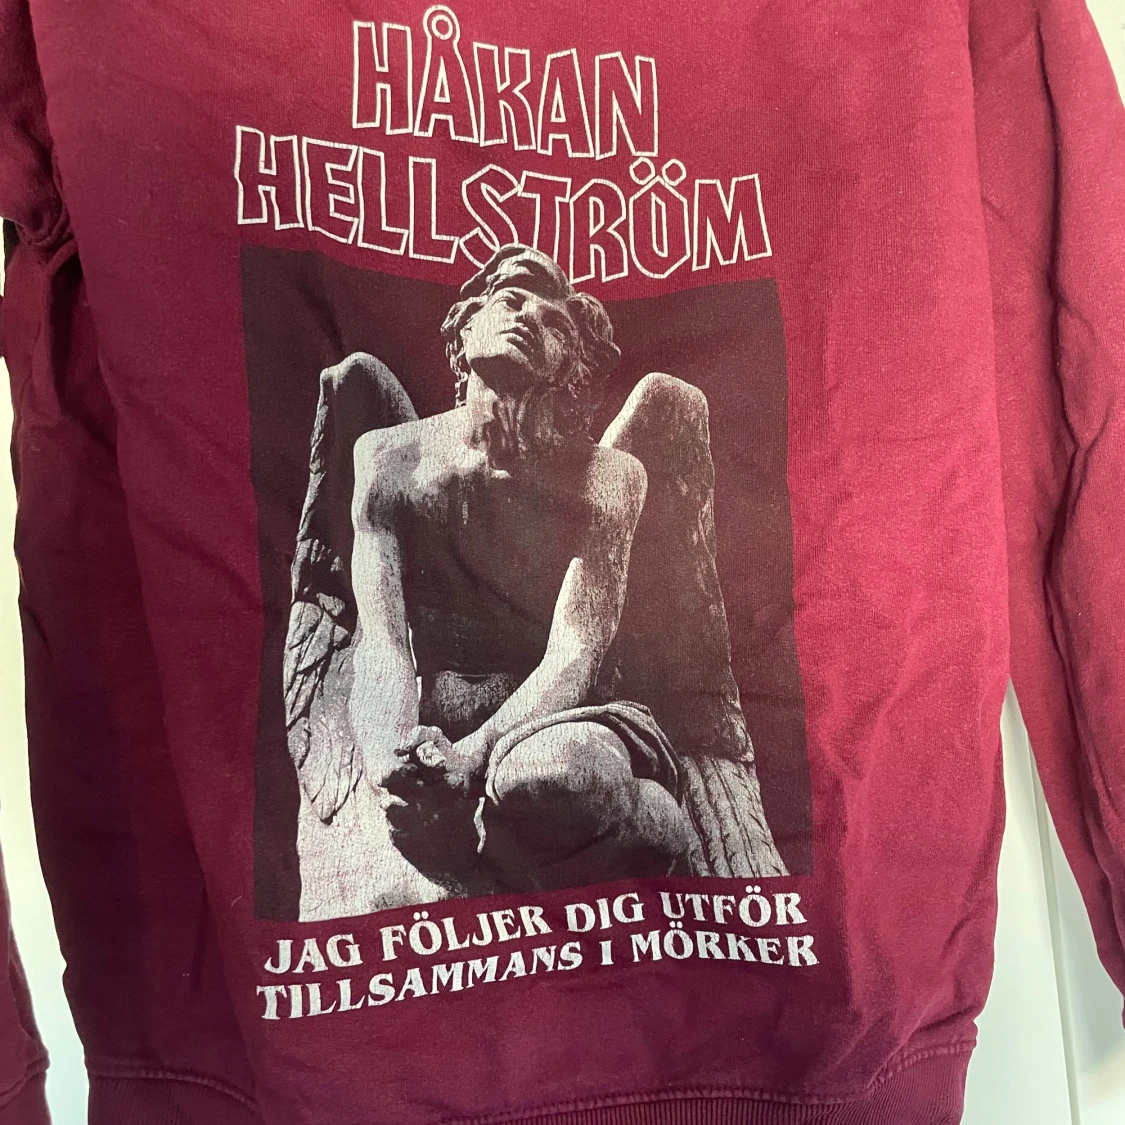 HÅKAN
HELLSTRÖM
JAG FÖLJER DIG UTFÖR
TILLSAMMANS I MÖRKER